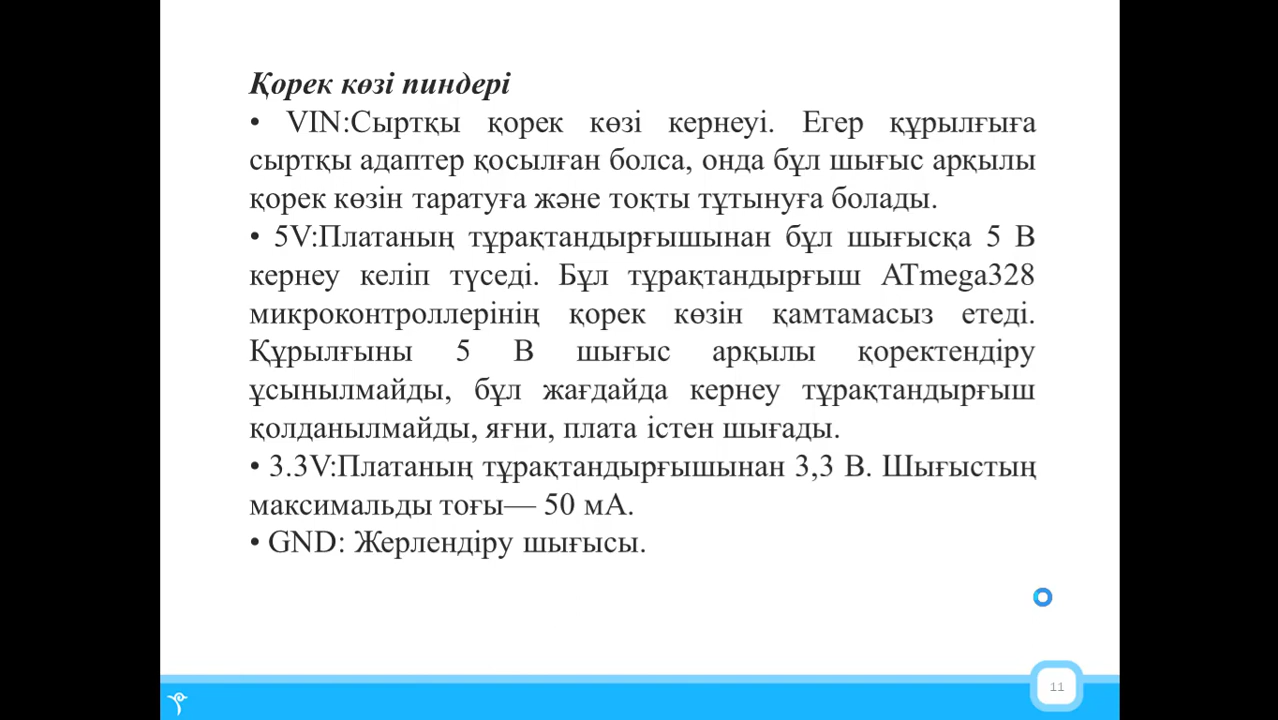 Қорек көзі пиндері
• VIN:Сыртқы қорек көзі кернеуі. Егер құрылғыға
сыртқы адаптер қосылған болса, онда бұл шығыс арқылы
қорек көзін таратуға және тоқты тұтынуға болады.
• 5V:Платаның тұрақтандырғышынан бұл шығысқа 5 В
кернеу келіп түседі. Бұл тұрақтандырғыш ATmega328
микроконтроллерінің қорек көзін қамтамасыз етеді.
Құрылғыны 5 В шығыс арқылы қоректендіру
ұсынылмайды, бұл жағдайда кернеу тұрақтандырғыш
қолданылмайды, яғни, плата істен шығады.
• 3.3V:Платаның тұрақтандырғышынан 3,3 В. Шығыстың
максимальды тоғы— 50 мА.
• GND: Жерлендіру шығысы.
11